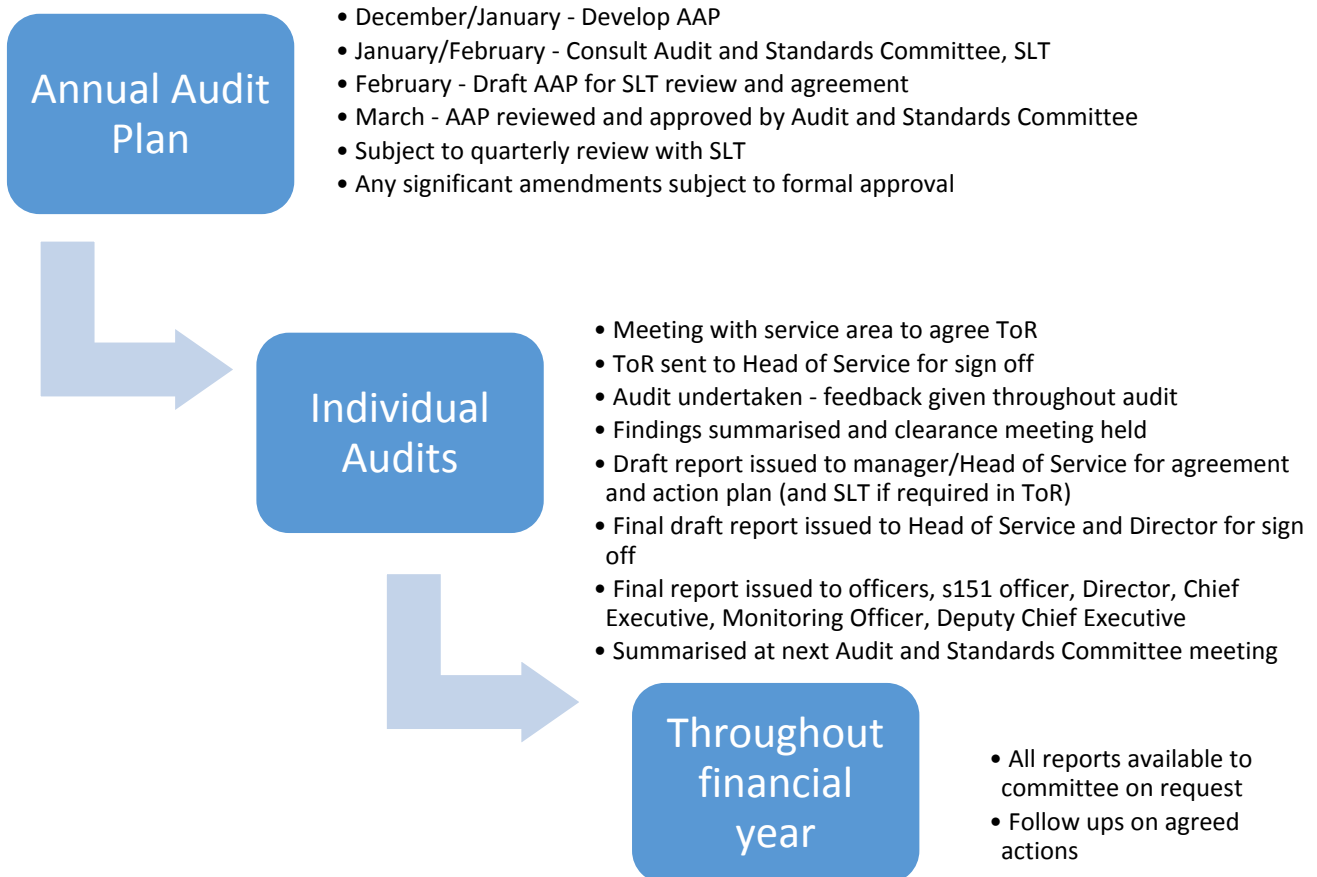 Annual Audit
Plan
• December/January - Develop AAP
• January/February - Consult Audit and Standards Committee, SLT
• February - Draft AAP for SLT review and agreement
• March - AAP reviewed and approved by Audit and Standards Committee
• Subject to quarterly review with SLT
• Any significant amendments subject to formal approval
Individual
Audits
• Meeting with service area to agree ToR
• ToR sent to Head of Service for sign off
• Audit undertaken - feedback given throughout audit
• Findings summarised and clearance meeting held
• Draft report issued to manager/Head of Service for agreement
and action plan (and SLT if required in ToR)
• Final draft report issued to Head of Service and Director for sign
off
• Final report issued to officers, s151 officer, Director, Chief
Executive, Monitoring Officer, Deputy Chief Executive
• Summarised at next Audit and Standards Committee meeting
Throughout
financial
year
• All reports available to
committee on request
• Follow ups on agreed
actions